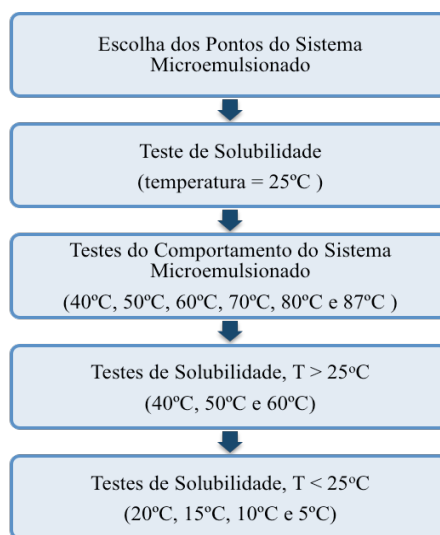 Escolha dos Pontos do Sistema
Microemulsionado
Teste de Solubilidade
(temperatura = 25ºC )
Testes do Comportamento do Sistema
Microemulsionado
(40ºC, 50ºC, 60ºC, 70ºC, 80ºC e 87ºC )
Testes de Solubilidade, T > 25ºC
(40ºC, 50ºC e 60ºC)
Testes de Solubilidade, T < 25ºC
(20ºC, 15ºC, 10ºC e 5ºC)